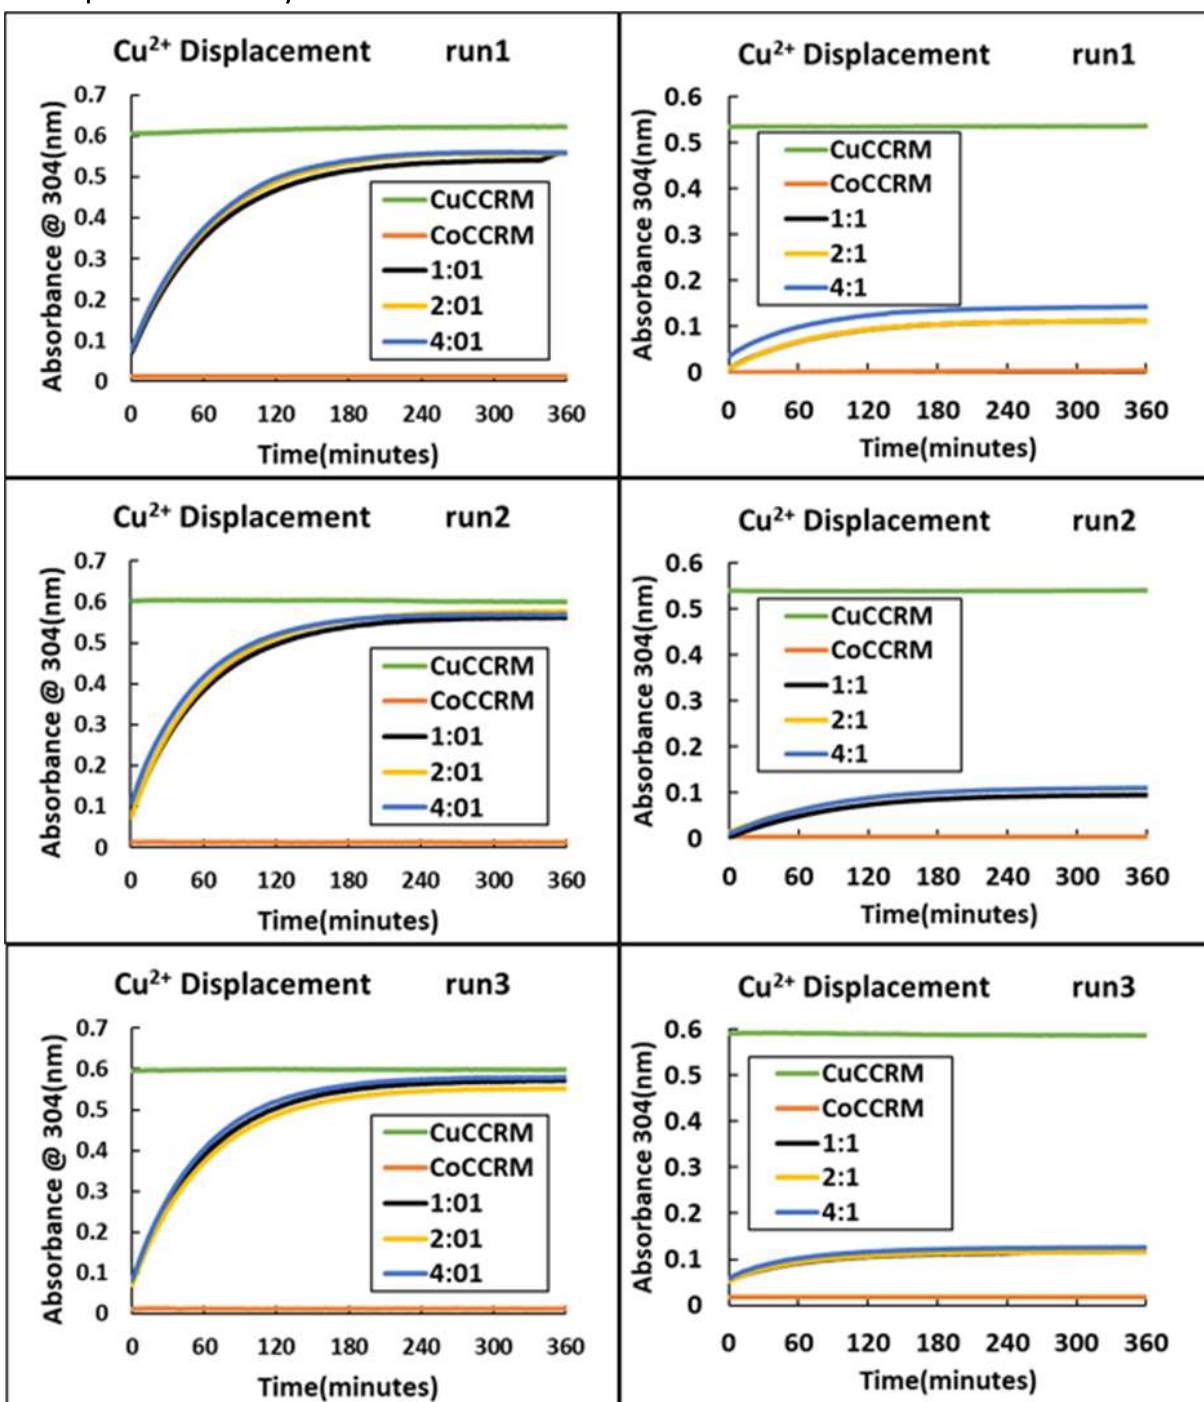 Cu²⁺ Displacement run1
Absorbance @ 304(nm)
0.7
0.6
0.5
0.4
0.3
0.2
0.1
0
CuCCRM
CoCCRM
1:01
2:01
4:01
0 60 120 180 240 300 360
Time(minutes)
Cu²⁺ Displacement run1
Absorbance 304(nm)
0.6
0.5
0.4
0.3
0.2
0.1
0
CuCCRM
CoCCRM
1:1
2:1
4:1
0 60 120 180 240 300 360
Time(minutes)
Cu²⁺ Displacement run2
Absorbance @ 304(nm)
0.7
0.6
0.5
0.4
0.3
0.2
0.1
0
CuCCRM
CoCCRM
1:01
2:01
4:01
0 60 120 180 240 300 360
Time(minutes)
Cu²⁺ Displacement run2
Absorbance 304(nm)
0.6
0.5
0.4
0.3
0.2
0.1
0
CuCCRM
CoCCRM
1:1
2:1
4:1
0 60 120 180 240 300 360
Time(minutes)
Cu²⁺ Displacement run3
Absorbance @ 304(nm)
0.7
0.6
0.5
0.4
0.3
0.2
0.1
0
CuCCRM
CoCCRM
1:01
2:01
4:01
0 60 120 180 240 300 360
Time(minutes)
Cu²⁺ Displacement run3
Absorbance 304(nm)
0.6
0.5
0.4
0.3
0.2
0.1
0
CuCCRM
CoCCRM
1:1
2:1
4:1
0 60 120 180 240 300 360
Time(minutes)